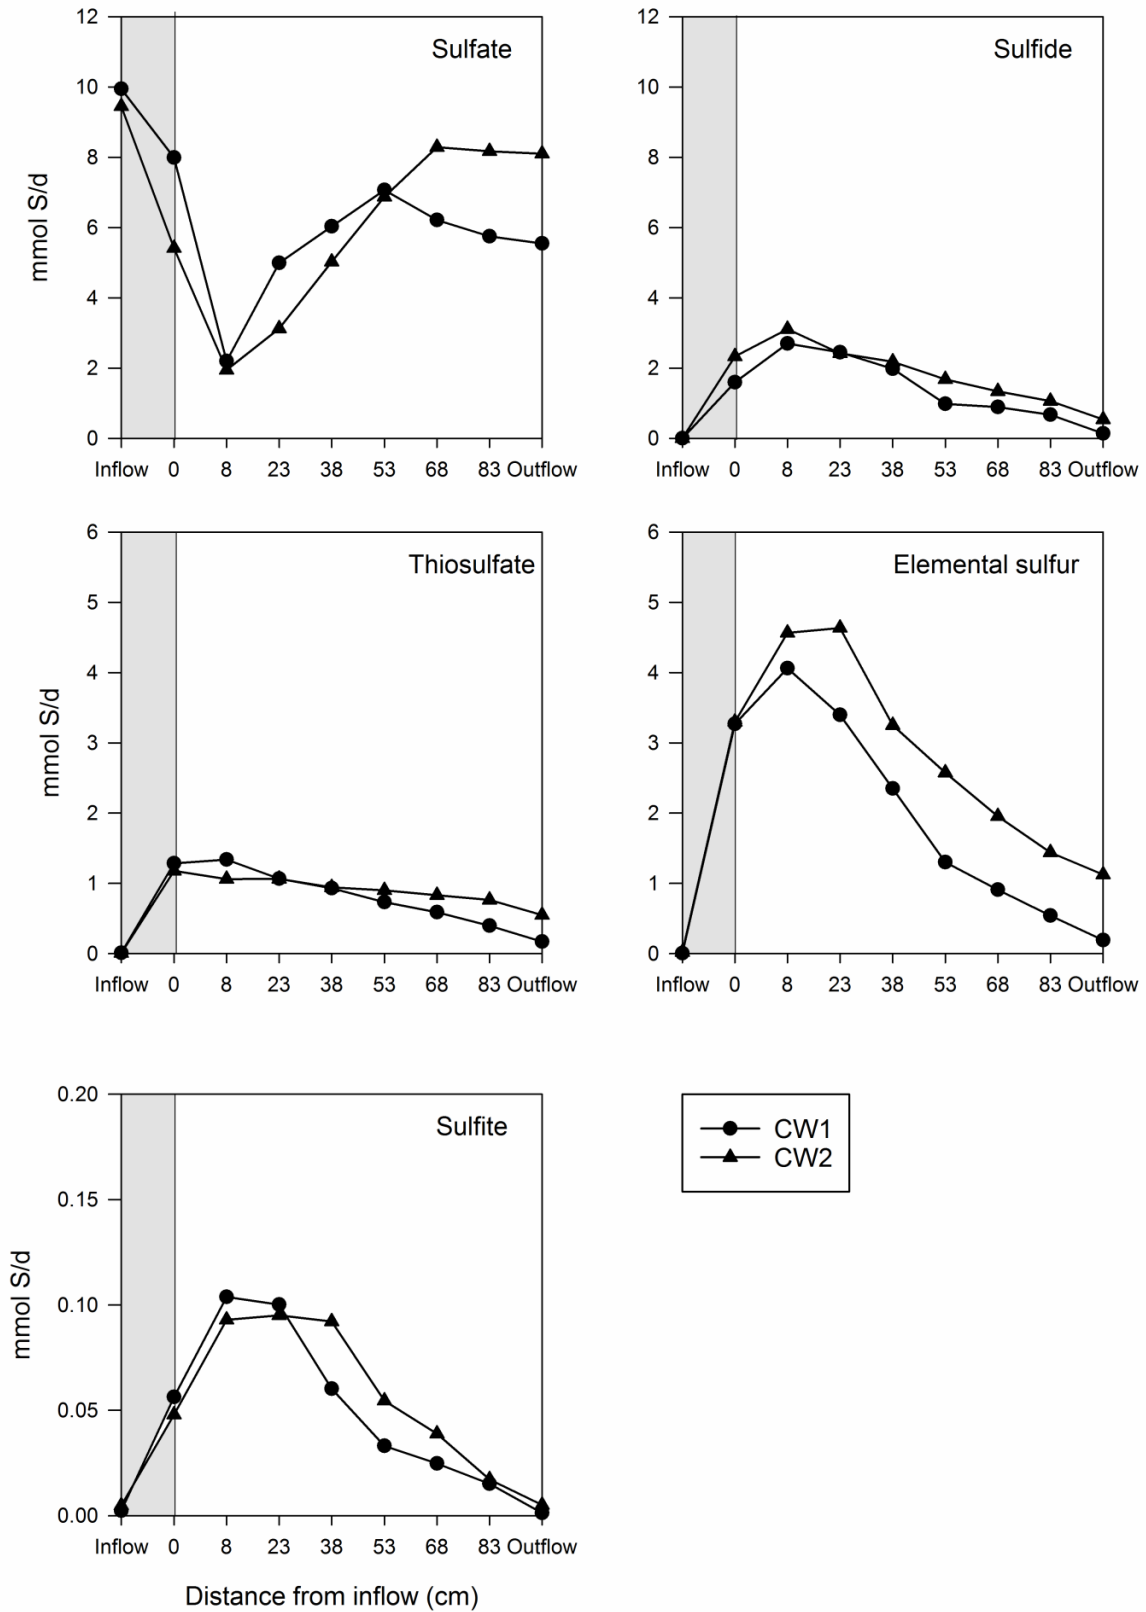 12
10
8
6
4
2
0
mmol S/d
Sulfate
Inflow 0 8 23 38 53 68 83 Outflow
12
10
8
6
4
2
0
Sulfide
Inflow 0 8 23 38 53 68 83 Outflow
6
5
4
3
2
1
0
mmol S/d
Thiosulfate
Inflow 0 8 23 38 53 68 83 Outflow
6
5
4
3
2
1
0
Elemental sulfur
Inflow 0 8 23 38 53 68 83 Outflow
0.20
0.15
0.10
0.05
0.00
mmol S/d
Sulfite
Inflow 0 8 23 38 53 68 83 Outflow
Distance from inflow (cm)
CW1
CW2